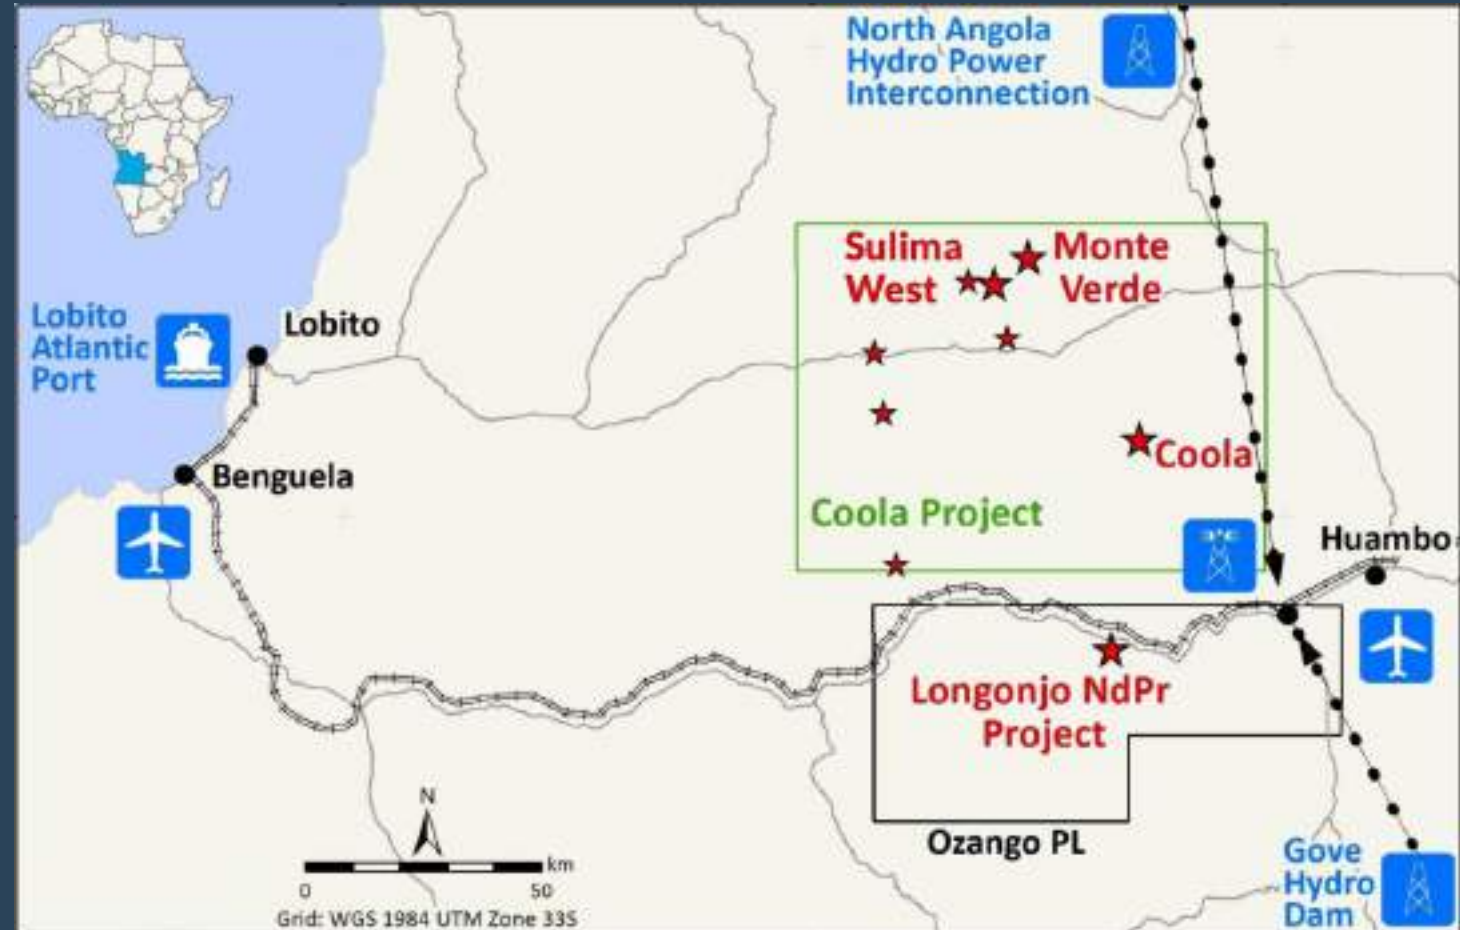 North Angola
Hydro Power
Interconnection
Sulima
West
Monte
Verde
Lobito
Atlantic
Port
Lobito
Benguela
Coola
Coola Project
Huambo
Longonjo NdPr
Project
Ozango PL
N
km
0
50
Grid: WGS 1984 UTM Zone 33S
Gove
Hydro
Dam